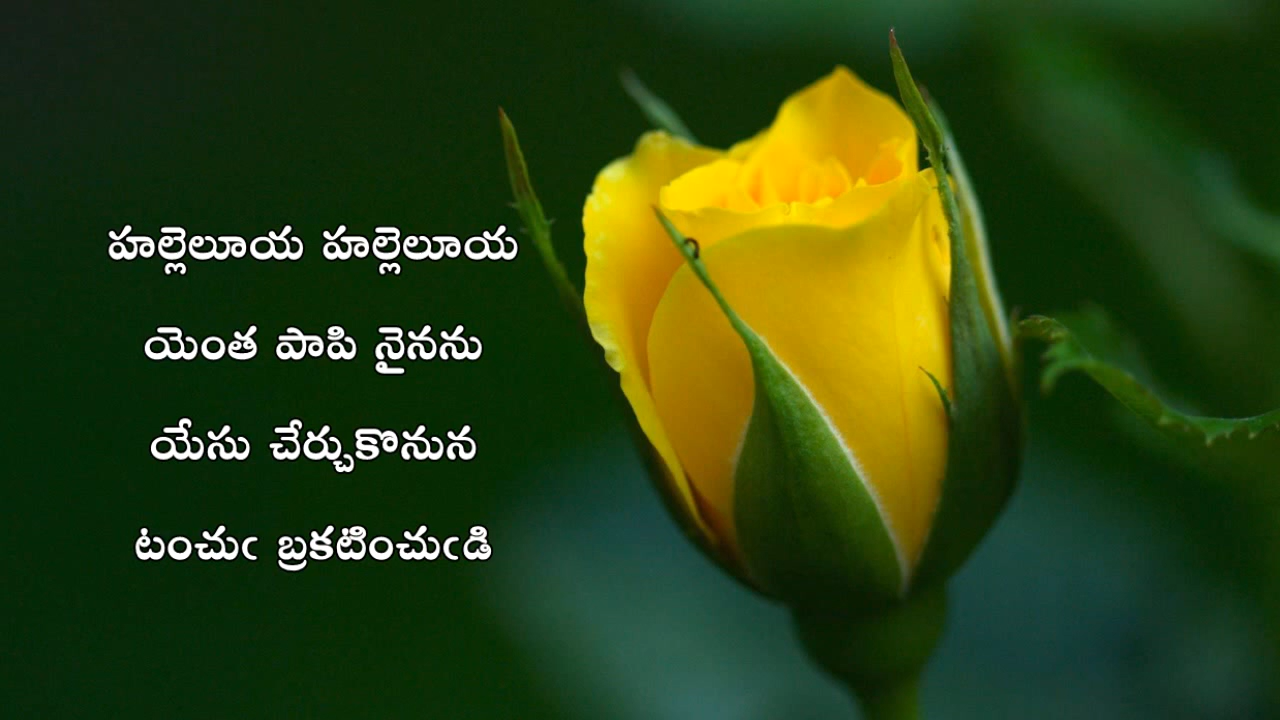 హల్లెలూయ హల్లెలూయ
యెంత పాపి నైనను
యేసు చేర్చుకొనున
టంచుఁ బ్రకటించుఁడి